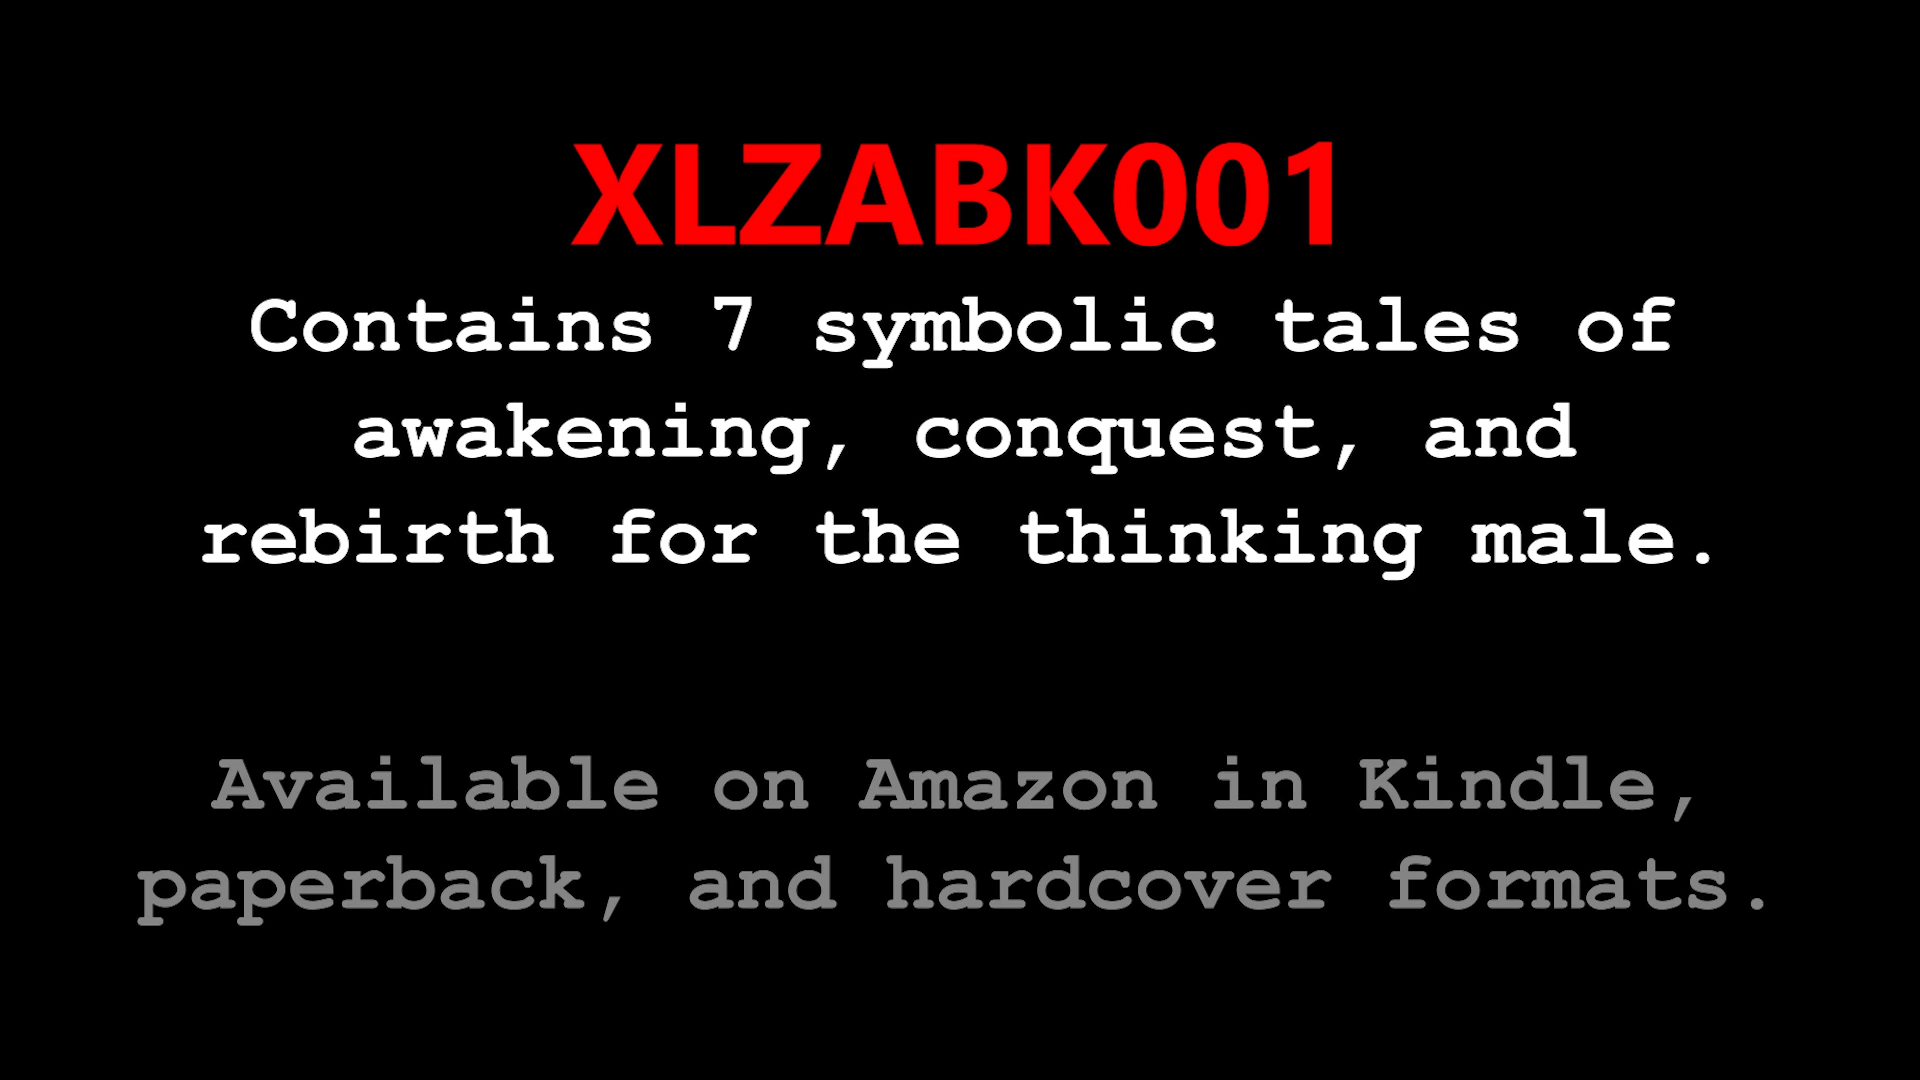 XLZABK001
Contains 7 symbolic tales of
awakening, conquest, and
rebirth for the thinking male.
Available on Amazon in Kindle,
paperback, and hardcover formats.